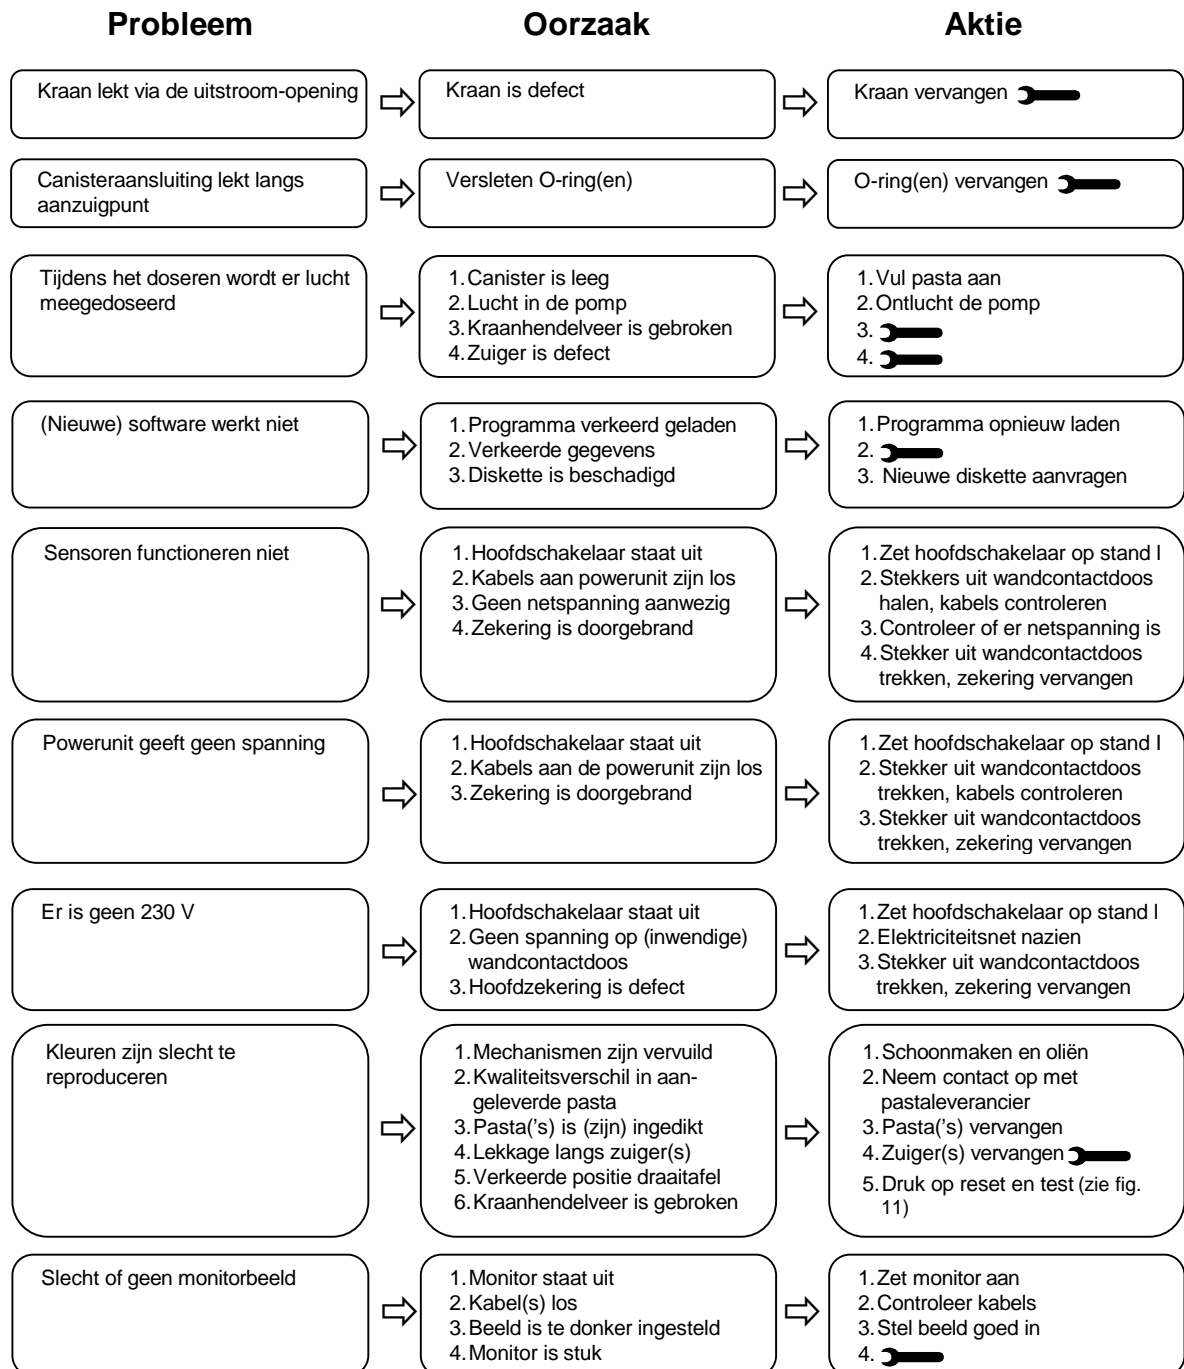 Probleem Oorzaak Aktie
Kraan lekt via de uitstroom-opening
Kraan is defect
Kraan vervangen
Canisteraansluiting lekt langs
aanzuigpunt
Versleten O-ring(en)
O-ring(en) vervangen
Tijdens het doseren wordt er lucht
meegedoseerd
1. Canister is leeg
2. Lucht in de pomp
3. Kraanhendelveer is gebroken
4. Zuiger is defect
1. Vul pasta aan
2. Ontlucht de pomp
3.
4.
(Nieuwe) software werkt niet
1. Programma verkeerd geladen
2. Verkeerde gegevens
3. Diskette is beschadigd
1. Programma opnieuw laden
2.
3. Nieuwe diskette aanvragen
Sensoren functioneren niet
1. Hoofdschakelaar staat uit
2. Kabels aan powerunit zijn los
3. Geen netspanning aanwezig
4. Zekering is doorgebrand
1. Zet hoofdschakelaar op stand I
2. Stekkers uit wandcontactdoos
halen, kabels controleren
3. Controleer of er netspanning is
4. Stekker uit wandcontactdoos
trekken, zekering vervangen
Powerunit geeft geen spanning
1. Hoofdschakelaar staat uit
2. Kabels aan de powerunit zijn los
3. Zekering is doorgebrand
1. Zet hoofdschakelaar op stand I
2. Stekker uit wandcontactdoos
trekken, kabels controleren
3. Stekker uit wandcontactdoos
trekken, zekering vervangen
Er is geen 230 V
1. Hoofdschakelaar staat uit
2. Geen spanning op (inwendige)
wandcontactdoos
3. Hoofdzekering is defect
1. Zet hoofdschakelaar op stand I
2. Elektriciteitsnet nazien
3. Stekker uit wandcontactdoos
trekken, zekering vervangen
Kleuren zijn slecht te
reproduceren
1. Mechanismen zijn vervuild
2. Kwaliteitsverschil in aan-
geleverde pasta
3. Pasta('s) is (zijn) ingedikt
4. Lekkage langs zuiger(s)
5. Verkeerde positie draaitafel
6. Kraanhendelveer is gebroken
1. Schoonmaken en oliën
2. Neem contact op met
pastaleverancier
3. Pasta('s) vervangen
4. Zuiger(s) vervangen
5. Druk op reset en test (zie fig.
11)
Slecht of geen monitorbeeld
1. Monitor staat uit
2. Kabel(s) los
3. Beeld is te donker ingesteld
4. Monitor is stuk
1. Zet monitor aan
2. Controleer kabels
3. Stel beeld goed in
4.